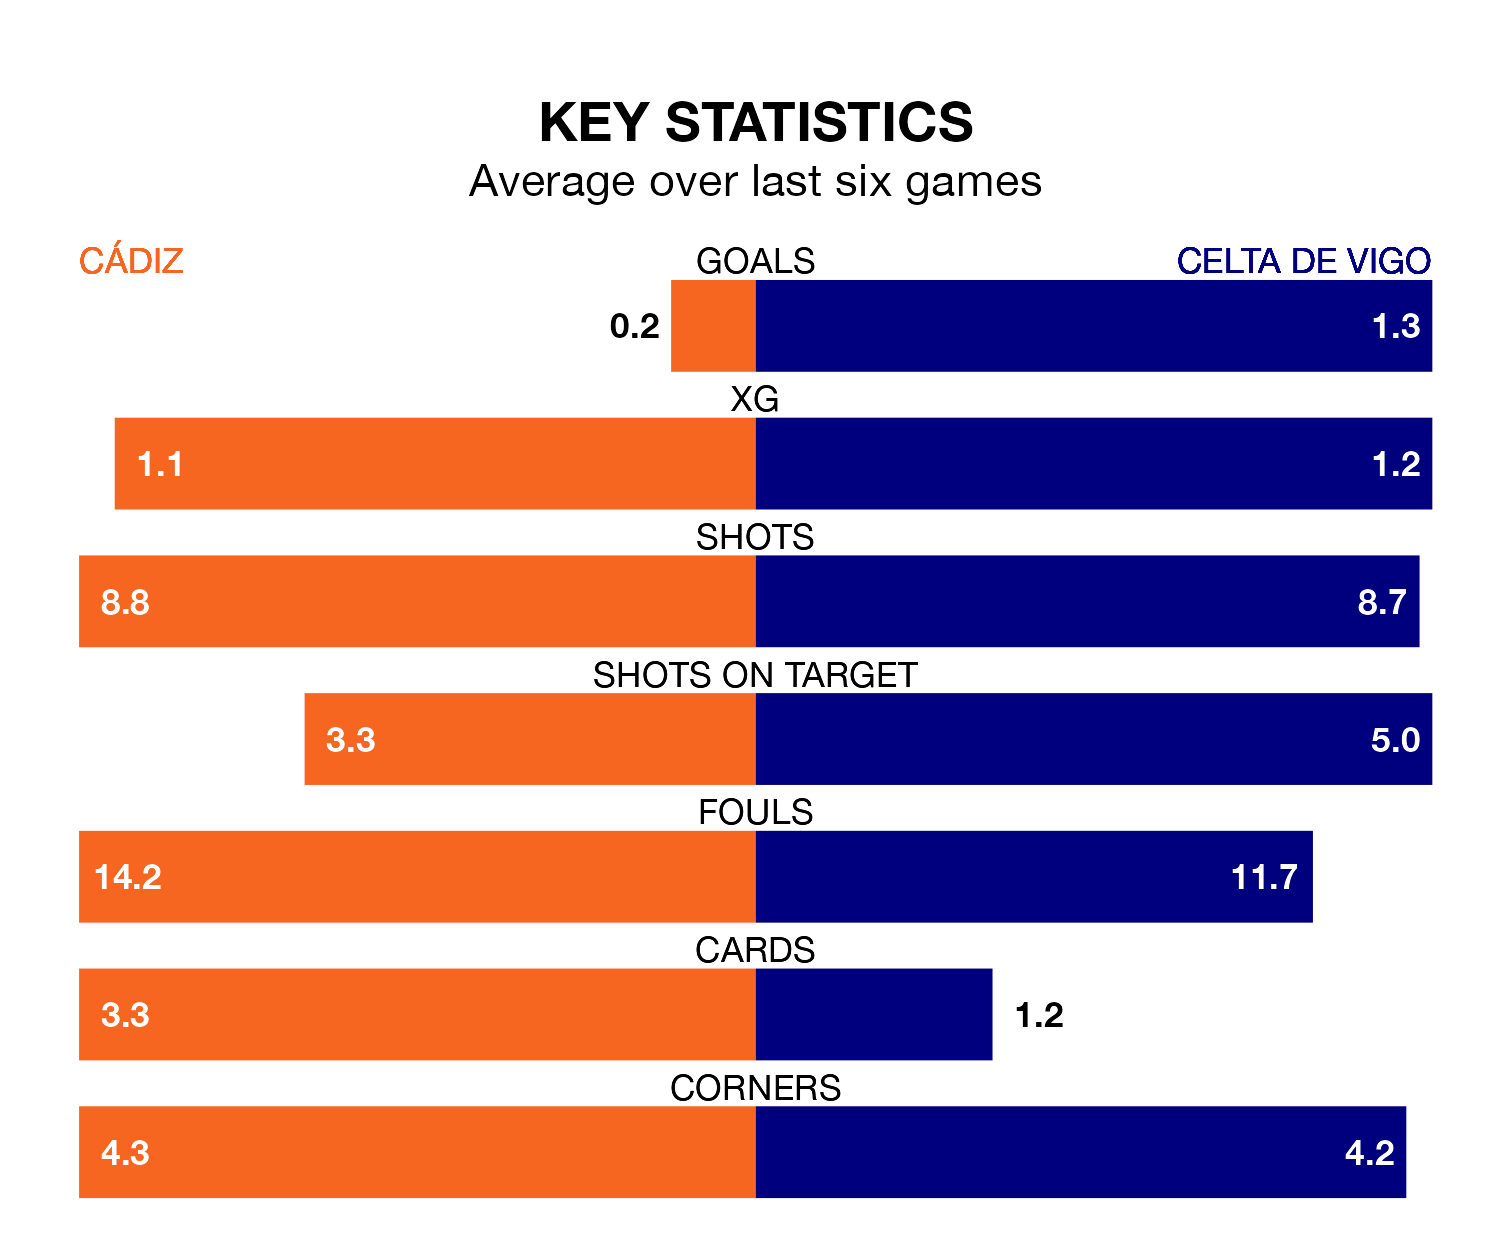 KEY STATISTICS
Average over last six games
CÁDIZ GOALS CELTA DE VIGO
0.2 1.3
XG
1.1 1.2
SHOTS
8.8 8.7
SHOTS ON TARGET
3.3 5.0
FOULS
14.2 11.7
CARDS
3.3 1.2
CORNERS
4.3 4.2